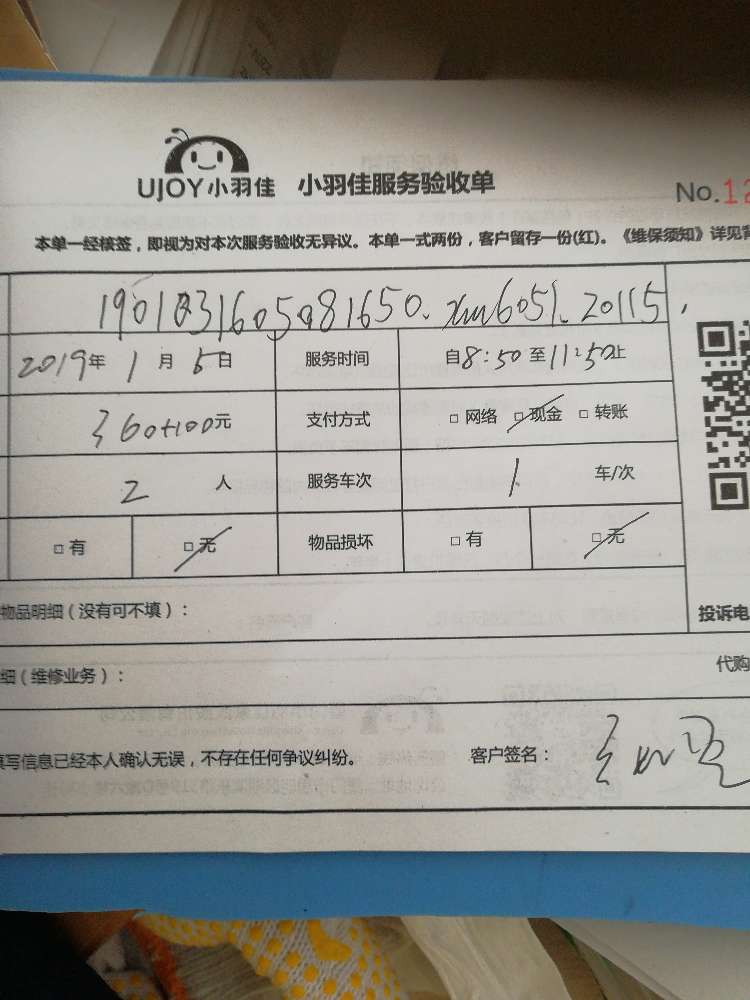 UJOY小羽佳 小羽佳服务验收单
No.12
本单一经核签，即视为对本次服务验收无异议。本单一式两份，客户留存一份(红)。《维保须知》详见背
1901031605081650.xm6051.20115
2019年1月5日 服务时间 自8:50至11:50止
360+100元 支付方式 □ 网络 □ 现金 □ 转账
2人 服务车次 1 车/次
□ 有 □ 无 物品损坏 □ 有 □ 无
物品明细（没有可不填）：
投诉电
细（维修业务）：
代购
填写信息已经本人确认无误，不存在任何争议纠纷。 客户签名：